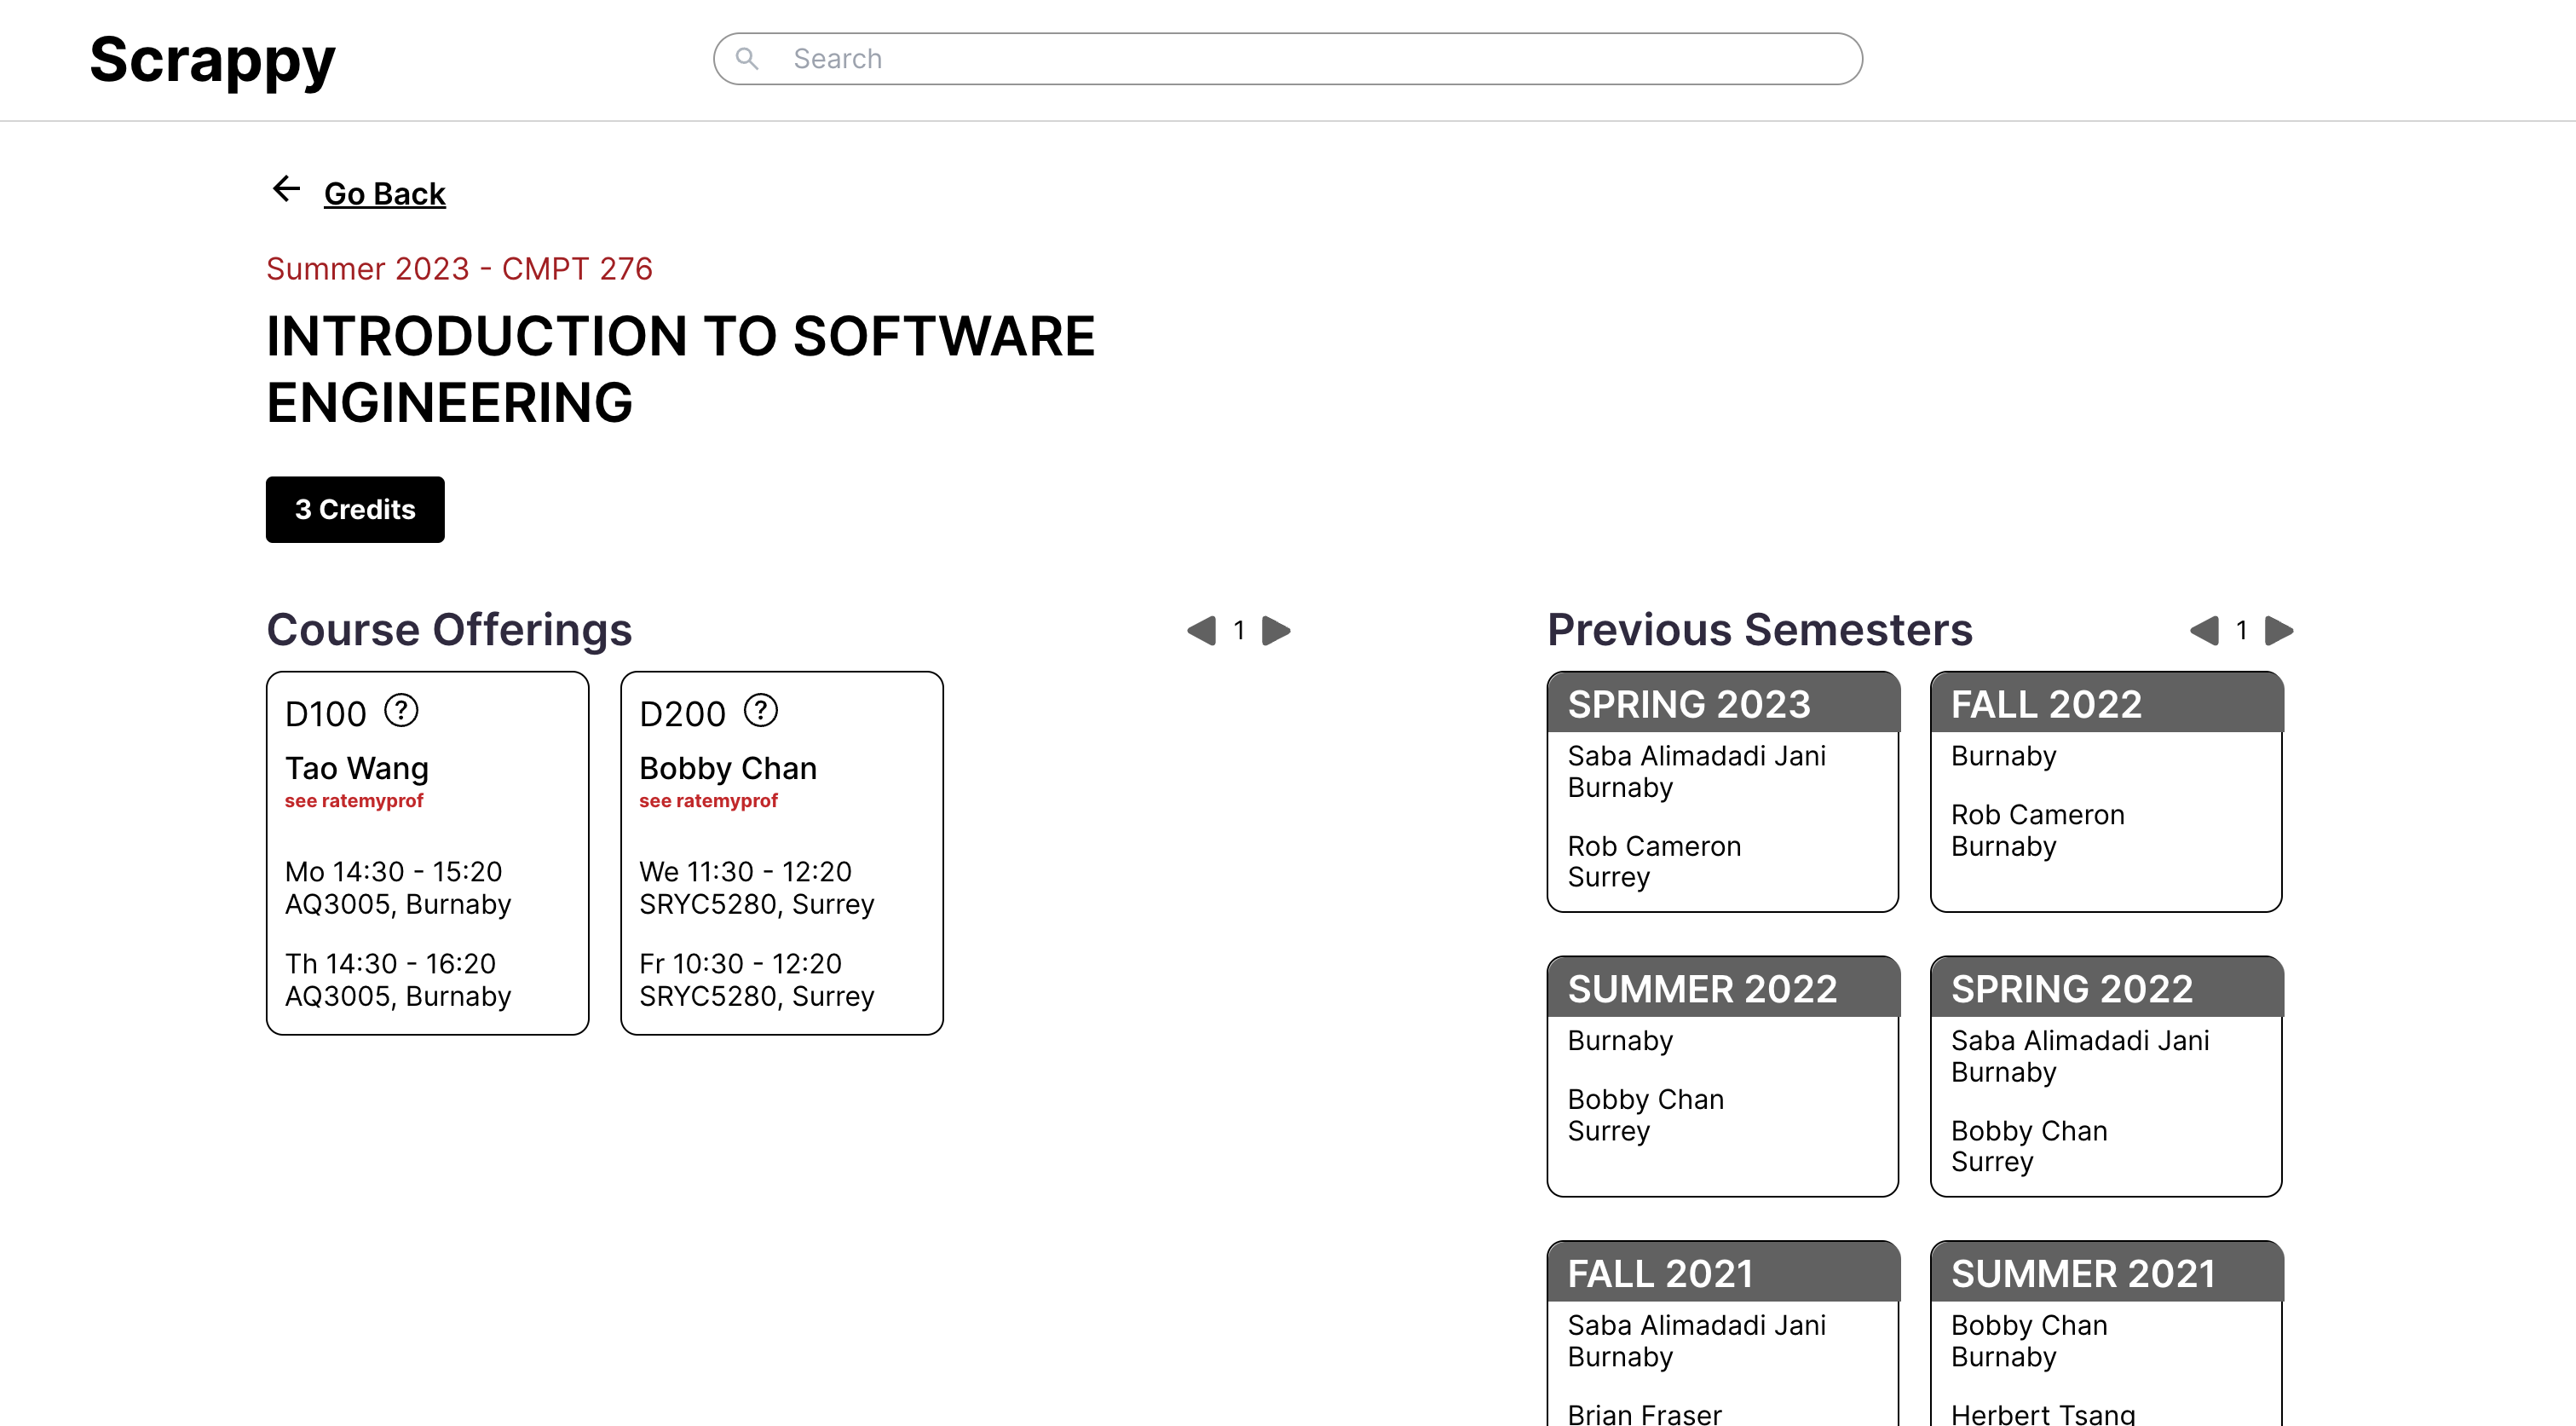 Scrappy
Search
Go Back
Summer 2023 - CMPT 276
INTRODUCTION TO SOFTWARE
ENGINEERING
3 Credits
Course Offerings
1
D100 ?
Tao Wang
see ratemyprof
Mo 14:30 - 15:20
AQ3005, Burnaby
Th 14:30 - 16:20
AQ3005, Burnaby
D200 ?
Bobby Chan
see ratemyprof
We 11:30 - 12:20
SRYC5280, Surrey
Fr 10:30 - 12:20
SRYC5280, Surrey
Previous Semesters
1
SPRING 2023
Saba Alimadadi Jani
Burnaby
Rob Cameron
Surrey
FALL 2022
Burnaby
Rob Cameron
Burnaby
SUMMER 2022
Burnaby
Bobby Chan
Surrey
SPRING 2022
Saba Alimadadi Jani
Burnaby
Bobby Chan
Surrey
FALL 2021
Saba Alimadadi Jani
Burnaby
Brian Fraser
SUMMER 2021
Bobby Chan
Burnaby
Herbert Tsang